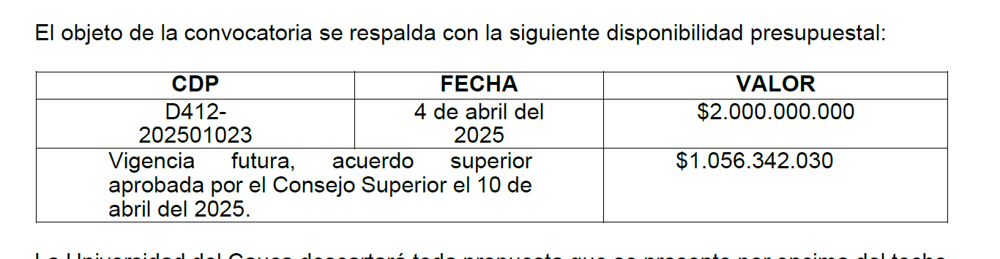 El objeto de la convocatoria se respalda con la siguiente disponibilidad presupuestal:
CDP FECHA VALOR
D412- 4 de abril del $2.000.000.000
202501023 2025
Vigencia futura, acuerdo superior $1.056.342.030
aprobada por el Consejo Superior el 10 de
abril del 2025.
La Universidad del Cauca descartará toda propuesta que se presente por encima del techo